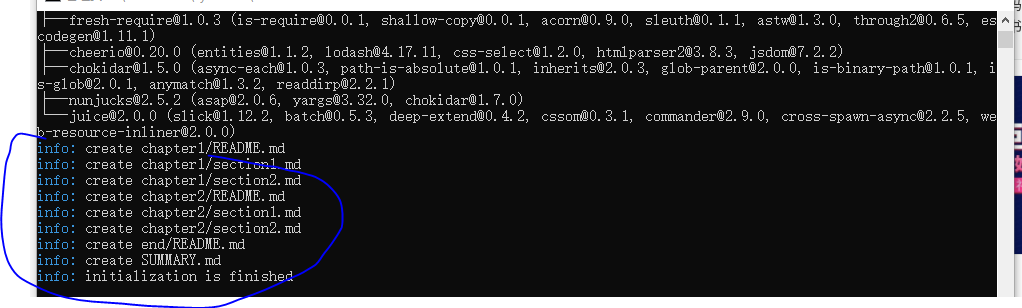 ├──fresh-require@1.0.3 (is-require@0.0.1, shallow-copy@0.0.1, acorn@0.9.0, sleuth@0.1.1, astw@1.3.0, through2@0.6.5, es
codegen@1.11.1)
├──cheerio@0.20.0 (entities@1.1.2, lodash@4.17.11, css-select@1.2.0, htmlparser2@3.8.3, jsdom@7.2.2)
├──chokidar@1.5.0 (async-each@1.0.3, path-is-absolute@1.0.1, inherits@2.0.3, glob-parent@2.0.0, is-binary-path@1.0.1, i
s-glob@2.0.1, anymatch@1.3.2, readdirp@2.2.1)
├──nunjucks@2.5.2 (asap@2.0.6, yargs@3.32.0, chokidar@1.7.0)
└──juice@2.0.0 (slick@1.12.2, batch@0.5.3, deep-extend@0.4.2, cssom@0.3.1, commander@2.9.0, cross-spawn-async@2.2.5, we
b-resource-inliner@2.0.0)
info: create chapter1/README.md
info: create chapter1/section1.md
info: create chapter1/section2.md
info: create chapter2/README.md
info: create chapter2/section1.md
info: create chapter2/section2.md
info: create end/README.md
info: create SUMMARY.md
info: initialization is finished